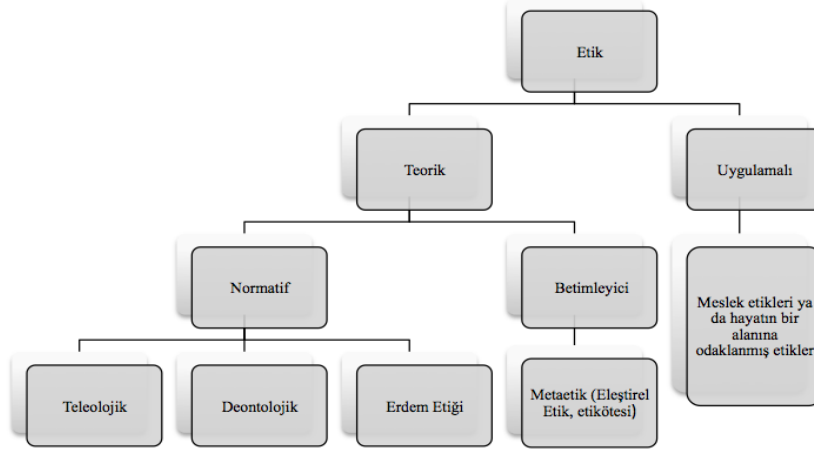 Etik
Teorik
Uygulamalı
Normatif
Betimleyici
Meslek etikleri ya
da hayatın bir
alanına
odaklanmış etikler
Teleolojik
Deontolojik
Erdem Etiği
Metaetik (Eleştirel
Etik, etikötesi)